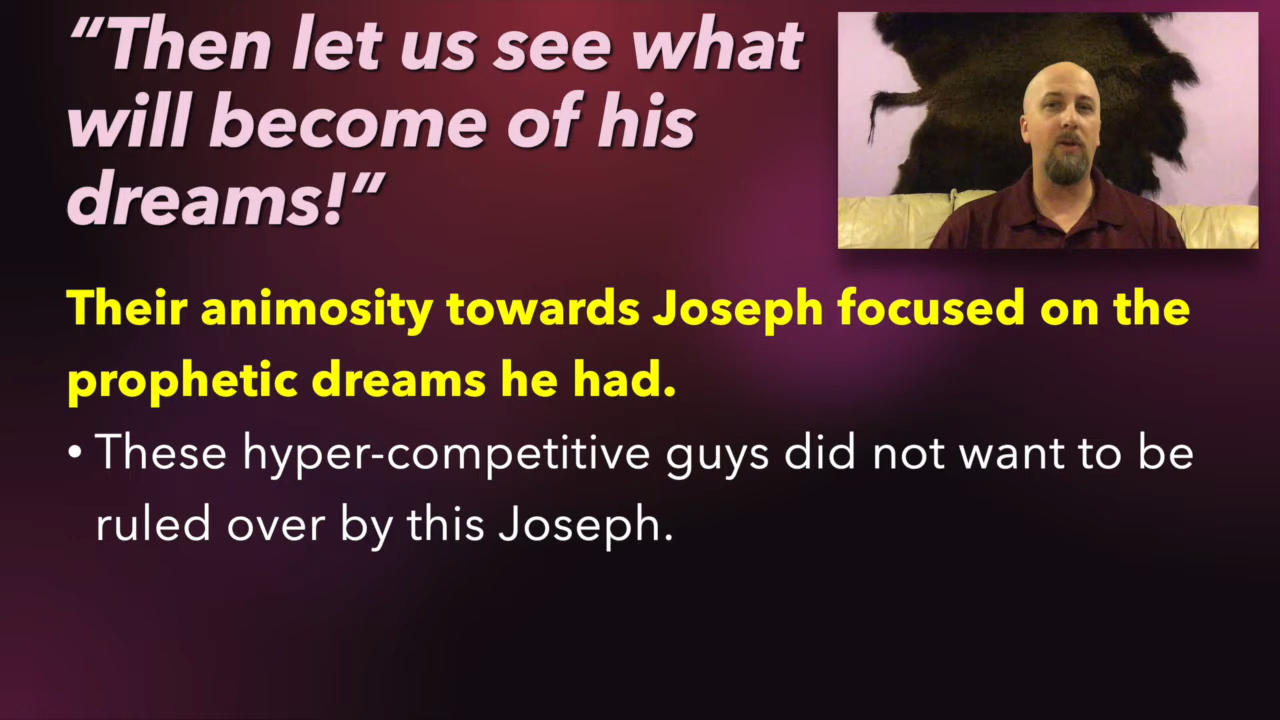 “Then let us see what
will become of his
dreams!”
Their animosity towards Joseph focused on the
prophetic dreams he had.
• These hyper-competitive guys did not want to be
ruled over by this Joseph.